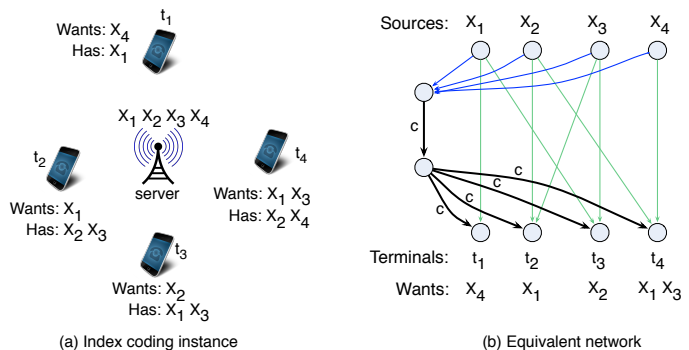 t1
Wants: X4
Has: X1
X1 X2 X3 X4
server
t2
Wants: X1
Has: X2 X3
t4
Wants: X1 X3
Has: X2 X4
t3
Wants: X2
Has: X1 X3
(a) Index coding instance
Sources: X1 X2 X3 X4
c
c
c
c
c
Terminals: t1 t2 t3 t4
Wants: X4 X1 X2 X1 X3
(b) Equivalent network